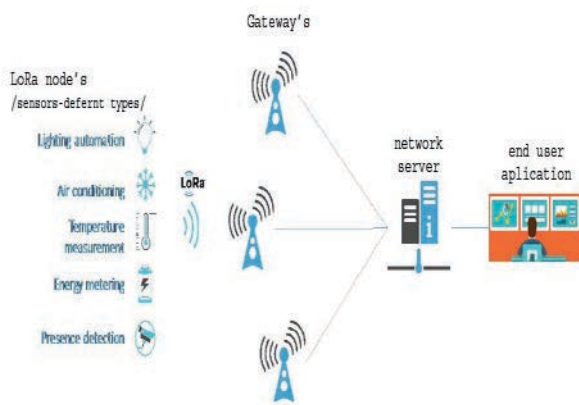 Gateway's
LoRa node's
/sensors-defernt types/
Lighting automation
Air conditioning
Temperature
measurement
Energy metering
Presence detection
LoRa
network
server
end user
aplication